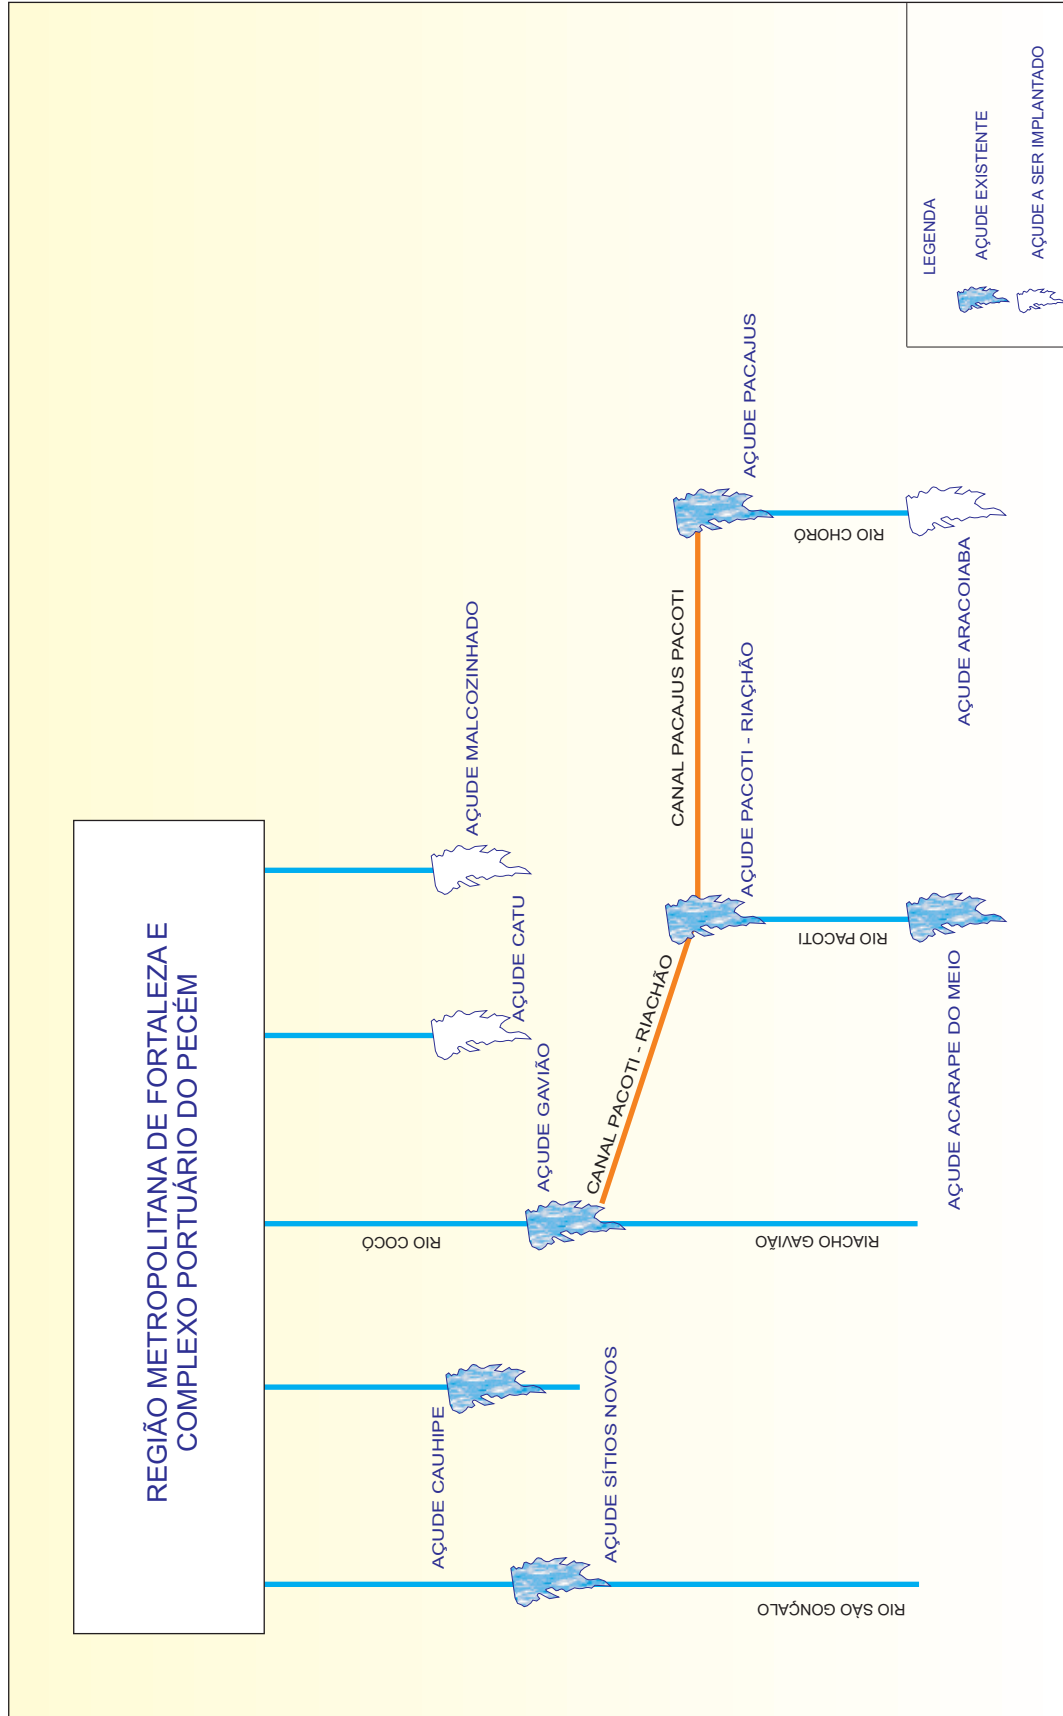 REGIÃO METROPOLITANA DE FORTALEZA E
COMPLEXO PORTUÁRIO DO PECÉM
AÇUDE CAUHIPE
AÇUDE SÍTIOS NOVOS
RIO SÃO GONÇALO
RIO COCÓ
AÇUDE GAVIÃO
RIACHO GAVIÃO
AÇUDE CATU
AÇUDE MALCOZINHADO
CANAL PACOTI - RIACHÃO
CANAL PACAJUS PACOTI
AÇUDE PACOTI - RIAÇHÃO
RIO PACOTI
AÇUDE ACARAPE DO MEIO
AÇUDE PACAJUS
RIO CHORÓ
AÇUDE ARACOIABA
LEGENDA
AÇUDE EXISTENTE
AÇUDE A SER IMPLANTADO